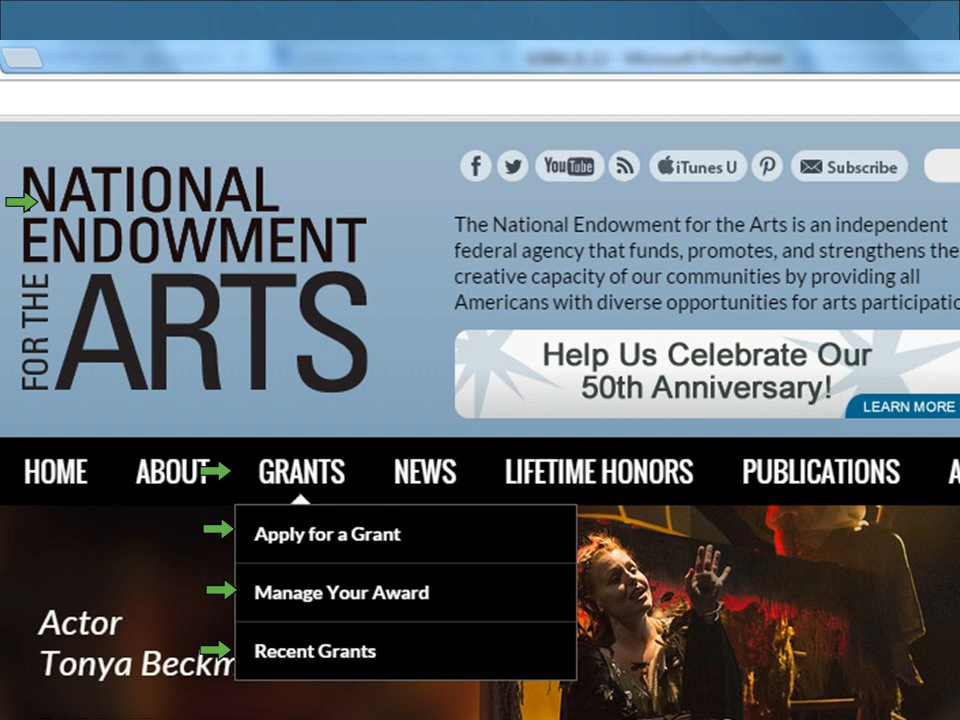 NATIONAL
ENDOWMENT
FOR THE
ARTS
f
You Tube
iTunes U
Subscribe
The National Endowment for the Arts is an independent
federal agency that funds, promotes, and strengthens the
creative capacity of our communities by providing all
Americans with diverse opportunities for arts participatio
Help Us Celebrate Our
50th Anniversary!
LEARN MORE
HOME ABOUT GRANTS NEWS LIFETIME HONORS PUBLICATIONS A
Apply for a Grant
Manage Your Award
Recent Grants
Actor
Tonya Beckm